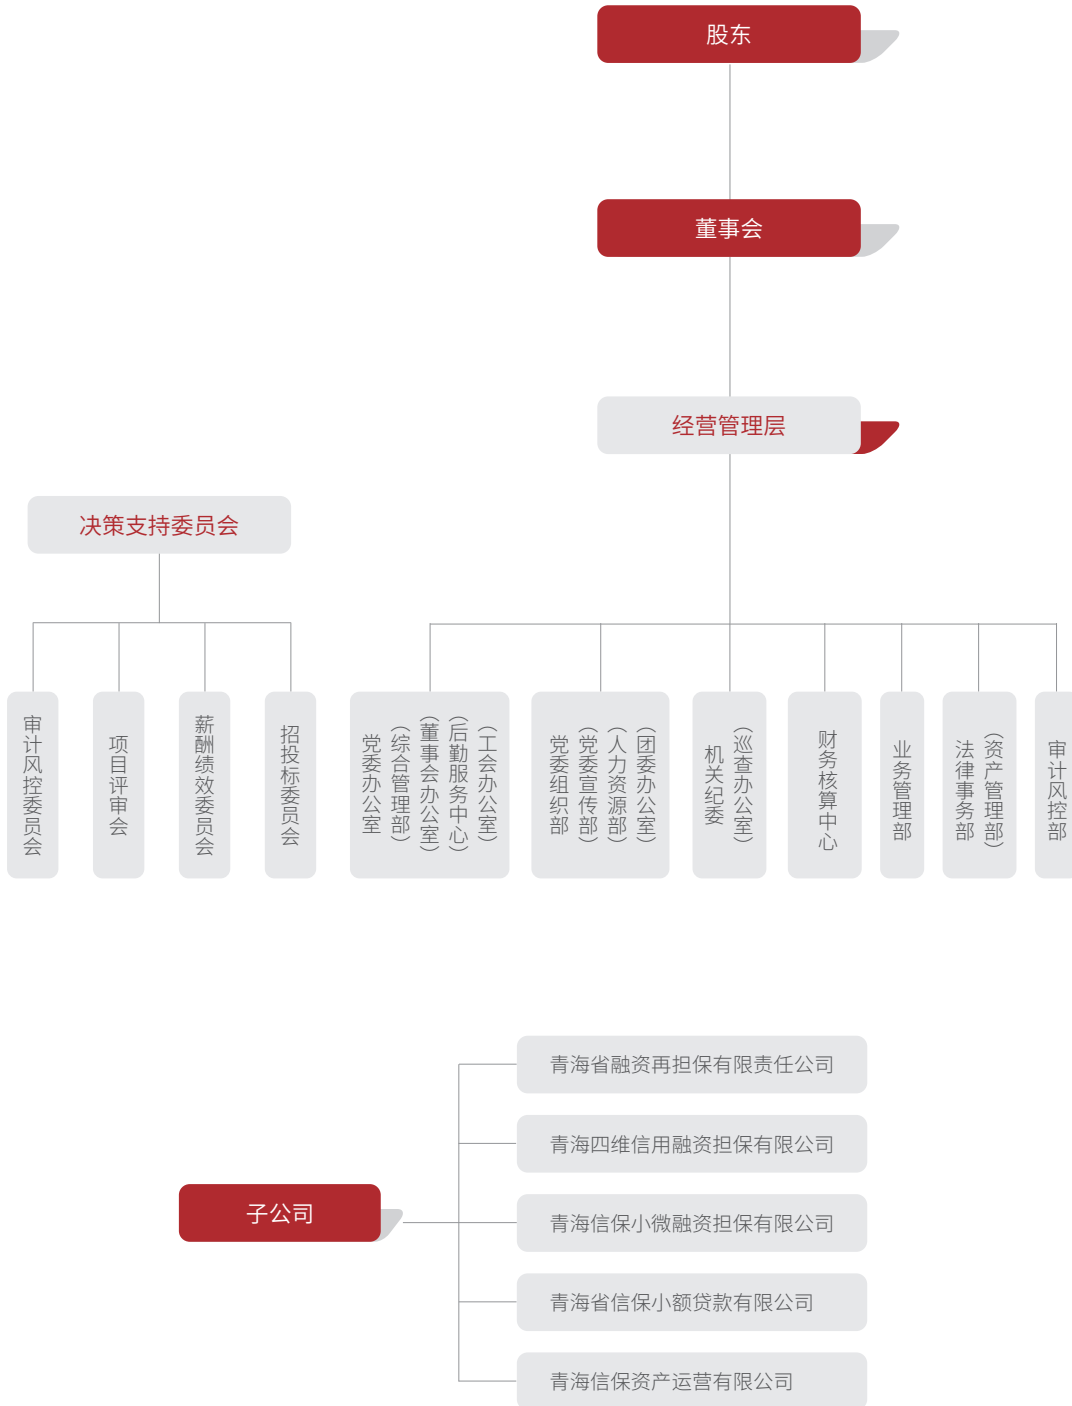 股东
董事会
经营管理层
决策支持委员会
审计风控委员会
项目评审会
薪酬绩效委员会
招投标委员会
党委办公室
（综合管理部）
（董事会办公室）
（后勤服务中心）
（工会办公室）
党委组织部
（党委宣传部）
（人力资源部）
（团委办公室）
机关纪委
（巡查办公室）
财务核算中心
业务管理部
法律事务部
（资产管理部）
审计风控部
子公司
青海省融资再担保有限责任公司
青海四维信用融资担保有限公司
青海信保小微融资担保有限公司
青海省信保小额贷款有限公司
青海信保资产运营有限公司